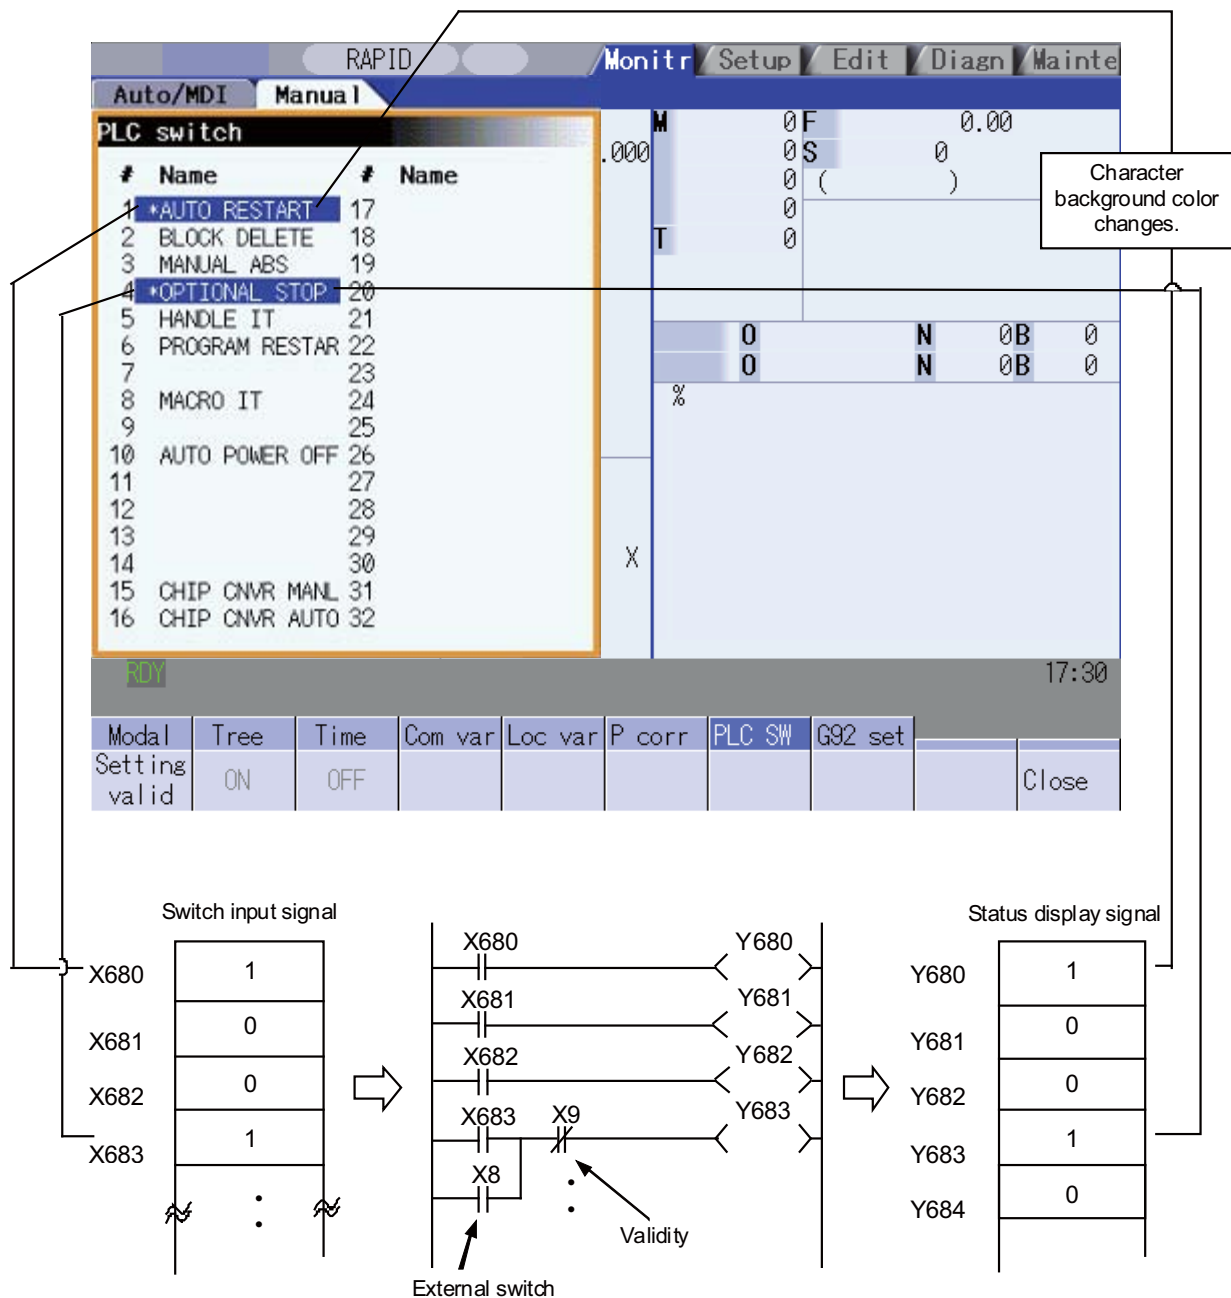 RAPID
Monitr Setup Edit Diagn Mainte
Auto/MDI Manual
PLC switch
# Name # Name
1 *AUTO RESTART 17
2 BLOCK DELETE 18
3 MANUAL ABS 19
4 *OPTIONAL STOP 20
5 HANDLE IT 21
6 PROGRAM RESTAR 22
7 23
8 MACRO IT 24
9 25
10 AUTO POWER OFF 26
11 27
12 28
13 29
14 30
15 CHIP CNVR MANL 31
16 CHIP CNVR AUTO 32
.000
X
M 0 F 0.00
0 S 0
0 ( )
0
T 0
O N 0 B 0
O N 0 B 0
%
Character
background color
changes.
RDY 17:30
Modal Tree Time Com var Loc var P corr PLC SW G92 set
Setting
valid
ON OFF Close
Switch input signal
X680 1
X681 0
X682 0
X683 1
:
X680 Y680
X681 Y681
X682 Y682
X683 X9 Y683
X8
:
Validity
External switch
Status display signal
Y680 1
Y681 0
Y682 0
Y683 1
Y684 0